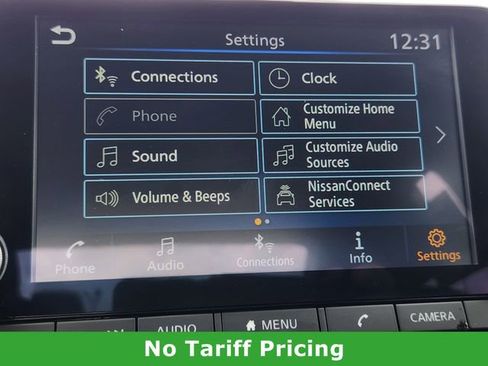 Settings
12:31
Connections
Clock
Phone
Customize Home
Menu
Sound
Customize Audio
Sources
Volume & Beeps
NissanConnect
Services
Phone
Audio
Connections
Info
Settings
AUDIO
MENU
CAMERA
No Tariff Pricing